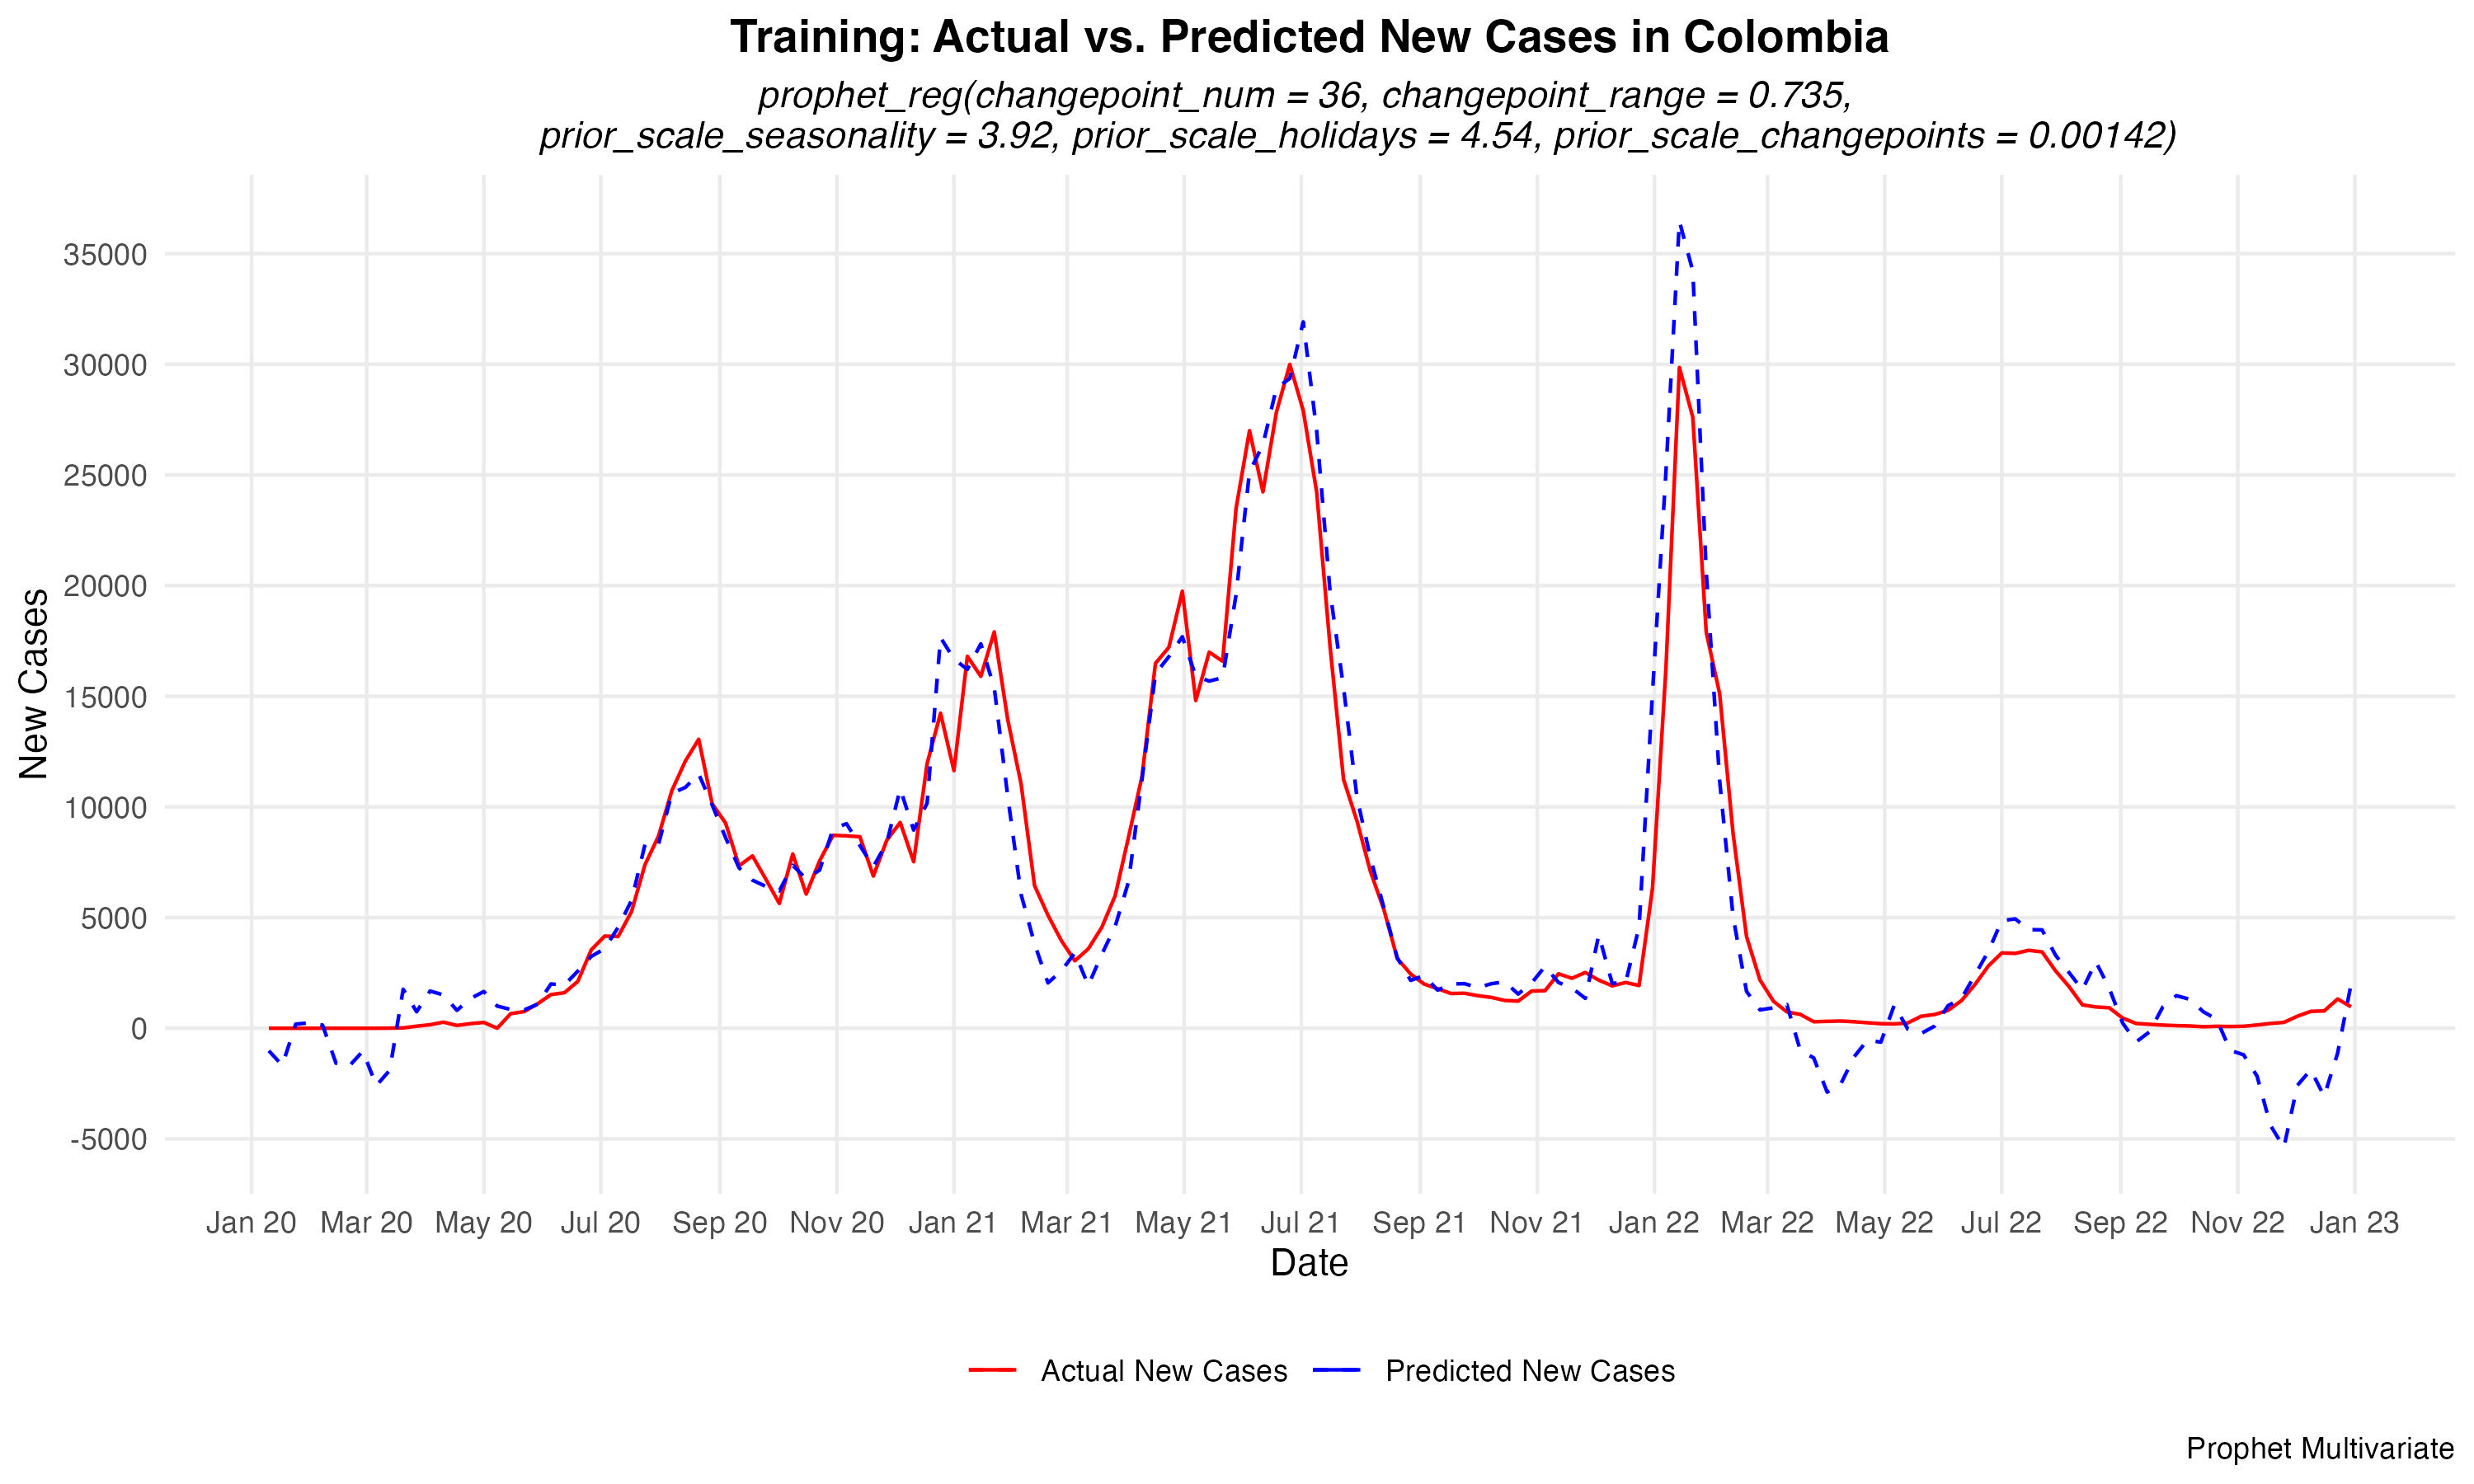 Training: Actual vs. Predicted New Cases in Colombia
prophet_reg(changepoint_num = 36, changepoint_range = 0.735,
prior_scale_seasonality = 3.92, prior_scale_holidays = 4.54, prior_scale_changepoints = 0.00142)
New Cases
35000
30000
25000
20000
15000
10000
5000
0
-5000
Jan 20 Mar 20 May 20 Jul 20 Sep 20 Nov 20 Jan 21 Mar 21 May 21 Jul 21 Sep 21 Nov 21 Jan 22 Mar 22 May 22 Jul 22 Sep 22 Nov 22 Jan 23
Date
Actual New Cases Predicted New Cases
Prophet Multivariate